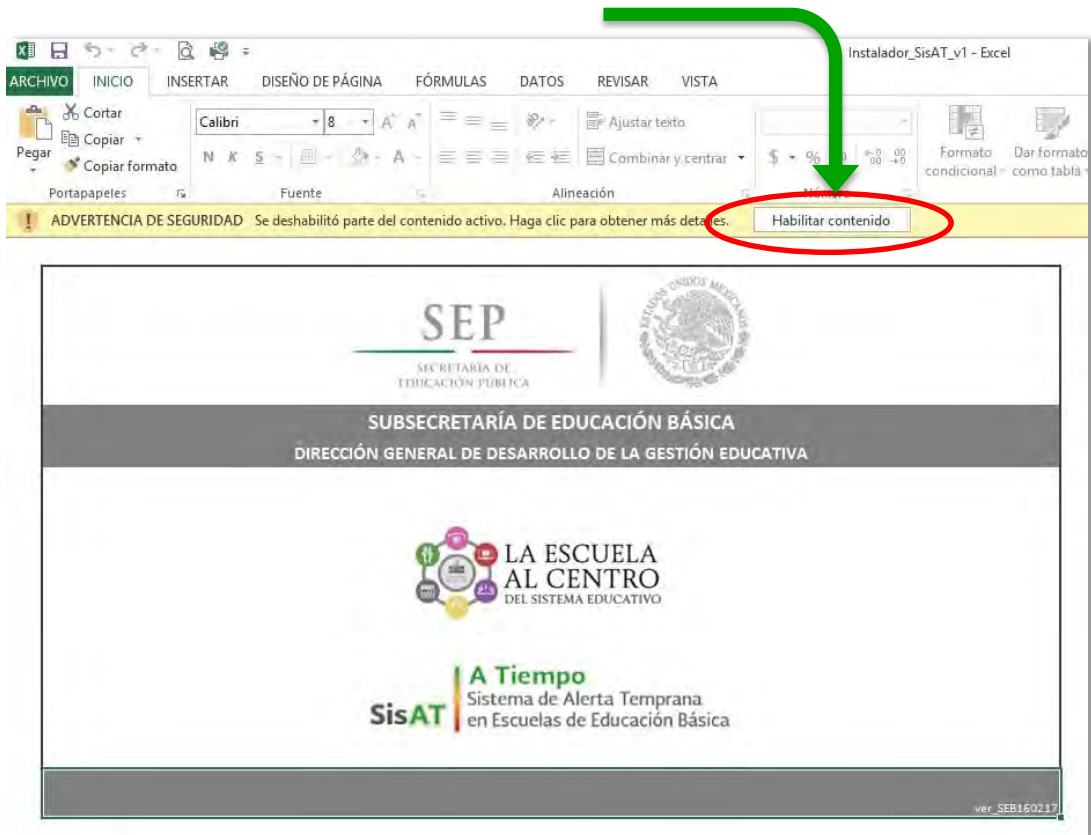 Instalador_SisAT_v1 - Excel
ARCHIVO INICIO INSERTAR DISEÑO DE PÁGINA FÓRMULAS DATOS REVISAR VISTA
Pegar
Cortar
Copiar
Copiar formato
Calibri 8
N K S
Ajustar texto
Combinar y centrar
$ %
Formato condicional
Dar formato como tabla
Portapapeles Fuente Alineación Número
ADVERTENCIA DE SEGURIDAD Se deshabilitó parte del contenido activo. Haga clic para obtener más detalles. Habilitar contenido
SEP
SECRETARÍA DE
EDUCACIÓN PÚBLICA
ESTADOS UNIDOS MEXICANOS
SUBSECRETARÍA DE EDUCACIÓN BÁSICA
DIRECCIÓN GENERAL DE DESARROLLO DE LA GESTIÓN EDUCATIVA
LA ESCUELA
AL CENTRO
DEL SISTEMA EDUCATIVO
SisAT
A Tiempo
Sistema de Alerta Temprana
en Escuelas de Educación Básica
ver_SEB160217